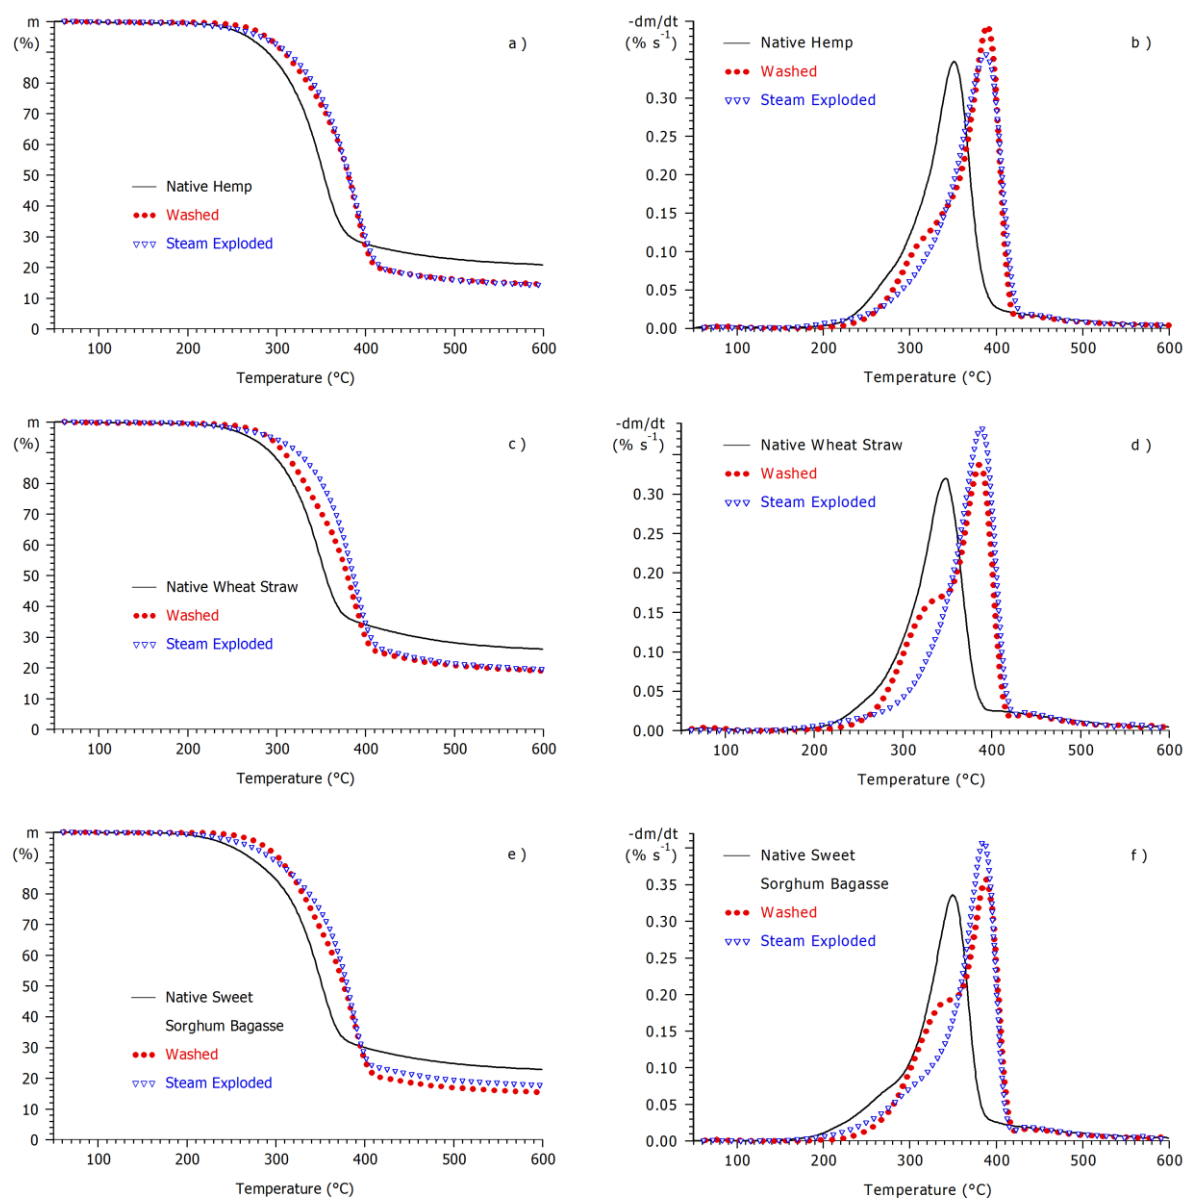 m
(%)
90
80
70
60
50
40
30
20
10
0
100 200 300 400 500 600
Temperature (°C)
a )
Native Hemp
Washed
Steam Exploded
-dm/dt
(% s⁻¹)
0.30
0.25
0.20
0.15
0.10
0.05
0.00
100 200 300 400 500 600
Temperature (°C)
b )
Native Hemp
Washed
Steam Exploded
m
(%)
80
70
60
50
40
30
20
10
0
100 200 300 400 500 600
Temperature (°C)
c )
Native Wheat Straw
Washed
Steam Exploded
-dm/dt
(% s⁻¹)
0.30
0.25
0.20
0.15
0.10
0.05
0.00
100 200 300 400 500 600
Temperature (°C)
d )
Native Wheat Straw
Washed
Steam Exploded
m
(%)
80
70
60
50
40
30
20
10
0
100 200 300 400 500 600
Temperature (°C)
e )
Native Sweet
Sorghum Bagasse
Washed
Steam Exploded
-dm/dt
(% s⁻¹)
0.35
0.30
0.25
0.20
0.15
0.10
0.05
0.00
100 200 300 400 500 600
Temperature (°C)
f )
Native Sweet
Sorghum Bagasse
Washed
Steam Exploded